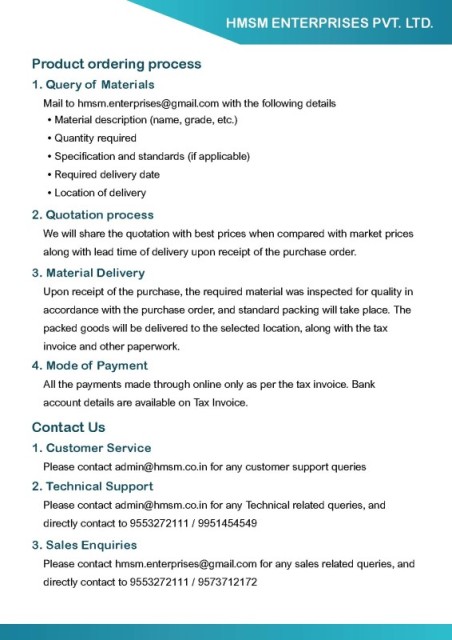 HMSM ENTERPRISES PVT. LTD.
Product ordering process
1. Query of Materials
Mail to hmsm.enterprises@gmail.com with the following details
• Material description (name, grade, etc.)
• Quantity required
• Specification and standards (if applicable)
• Required delivery date
• Location of delivery
2. Quotation process
We will share the quotation with best prices when compared with market prices
along with lead time of delivery upon receipt of the purchase order.
3. Material Delivery
Upon receipt of the purchase, the required material was inspected for quality in
accordance with the purchase order, and standard packing will take place. The
packed goods will be delivered to the selected location, along with the tax
invoice and other paperwork.
4. Mode of Payment
All the payments made through online only as per the tax invoice. Bank
account details are available on Tax Invoice.
Contact Us
1. Customer Service
Please contact admin@hmsm.co.in for any customer support queries
2. Technical Support
Please contact admin@hmsm.co.in for any Technical related queries, and
directly contact to 9553272111 / 9951454549
3. Sales Enquiries
Please contact hmsm.enterprises@gmail.com for any sales related queries, and
directly contact to 9553272111 / 9573712172